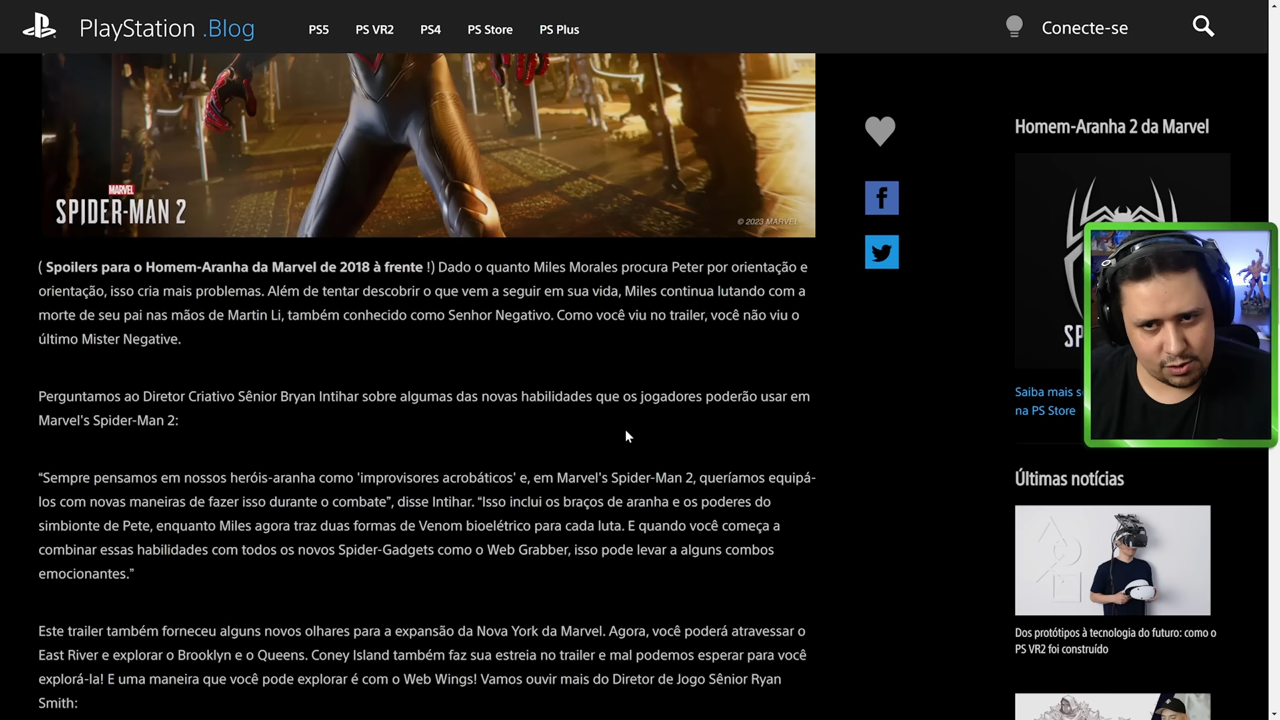 PlayStation.Blog
PS5
PS VR2
PS4
PS Store
PS Plus
Conecte-se
MARVEL
SPIDER-MAN 2
© 2023 MARVEL
( Spoilers para o Homem-Aranha da Marvel de 2018 à frente !) Dado o quanto Miles Morales procura Peter por orientação e
orientação, isso cria mais problemas. Além de tentar descobrir o que vem a seguir em sua vida, Miles continua lutando com a
morte de seu pai nas mãos de Martin Li, também conhecido como Senhor Negativo. Como você viu no trailer, você não viu o
último Mister Negative.
Perguntamos ao Diretor Criativo Sênior Bryan Intihar sobre algumas das novas habilidades que os jogadores poderão usar em
Marvel's Spider-Man 2:
“Sempre pensamos em nossos heróis-aranha como 'improvisores acrobáticos' e, em Marvel's Spider-Man 2, queríamos equipá-
los com novas maneiras de fazer isso durante o combate”, disse Intihar. “Isso inclui os braços de aranha e os poderes do
simbionte de Pete, enquanto Miles agora traz duas formas de Venom bioelétrico para cada luta. E quando você começa a
combinar essas habilidades com todos os novos Spider-Gadgets como o Web Grabber, isso pode levar a alguns combos
emocionantes.”
Este trailer também forneceu alguns novos olhares para a expansão da Nova York da Marvel. Agora, você poderá atravessar o
East River e explorar o Brooklyn e o Queens. Coney Island também faz sua estreia no trailer e mal podemos esperar para você
explorá-la! E uma maneira que você pode explorar é com o Web Wings! Vamos ouvir mais do Diretor de Jogo Sênior Ryan
Smith:
Homem-Aranha 2 da Marvel
Saiba mais
na PS Store
Últimas notícias
Dos protótipos à tecnologia do futuro: como o
PS VR2 foi construído